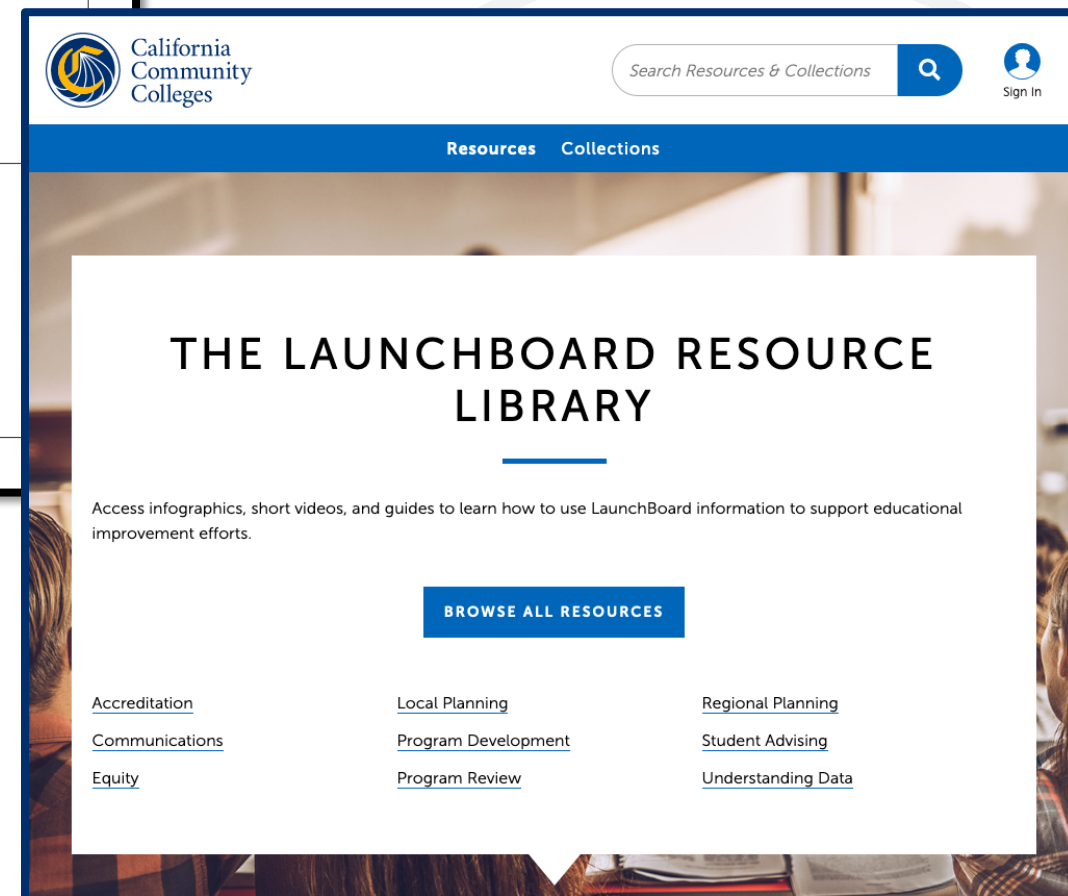 California
Community
Colleges
Search Resources & Collections
Sign In
Resources Collections
THE LAUNCHBOARD RESOURCE
LIBRARY
Access infographics, short videos, and guides to learn how to use LaunchBoard information to support educational
improvement efforts.
BROWSE ALL RESOURCES
Accreditation Local Planning Regional Planning
Communications Program Development Student Advising
Equity Program Review Understanding Data